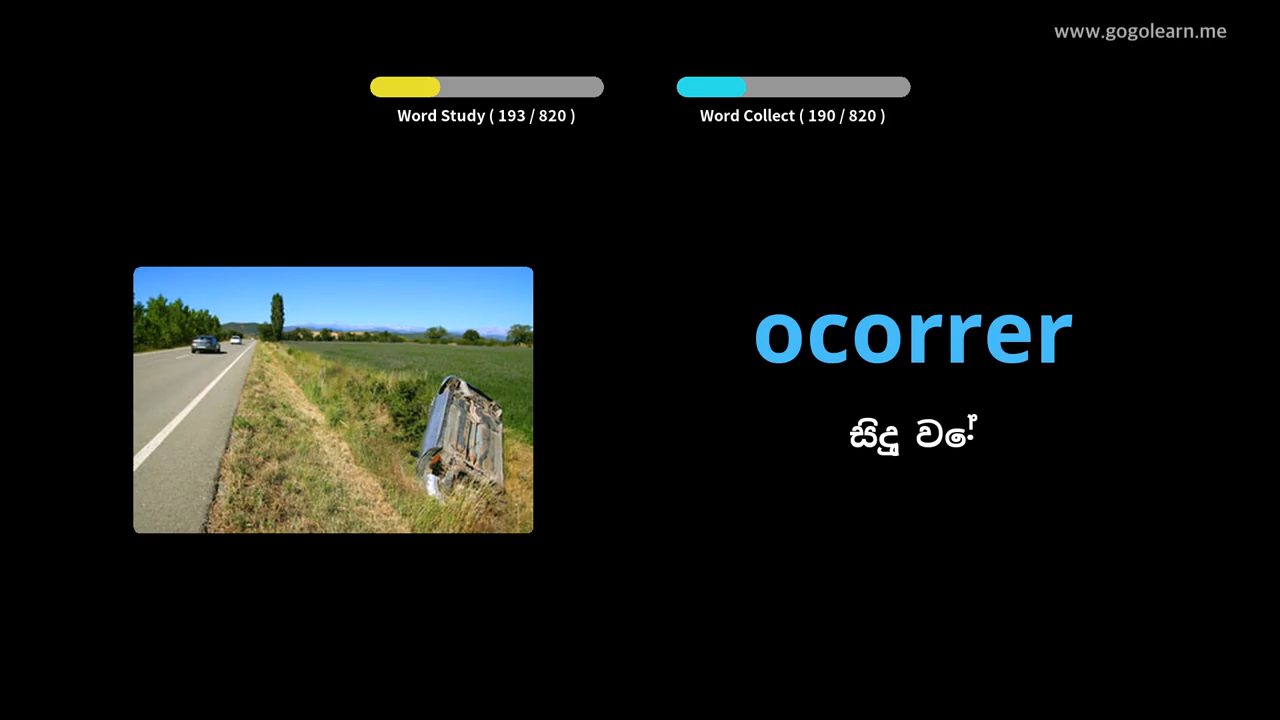 www.gogolearn.me
Word Study ( 193 / 820 )
Word Collect ( 190 / 820 )
ocorrer
සිදු වේ